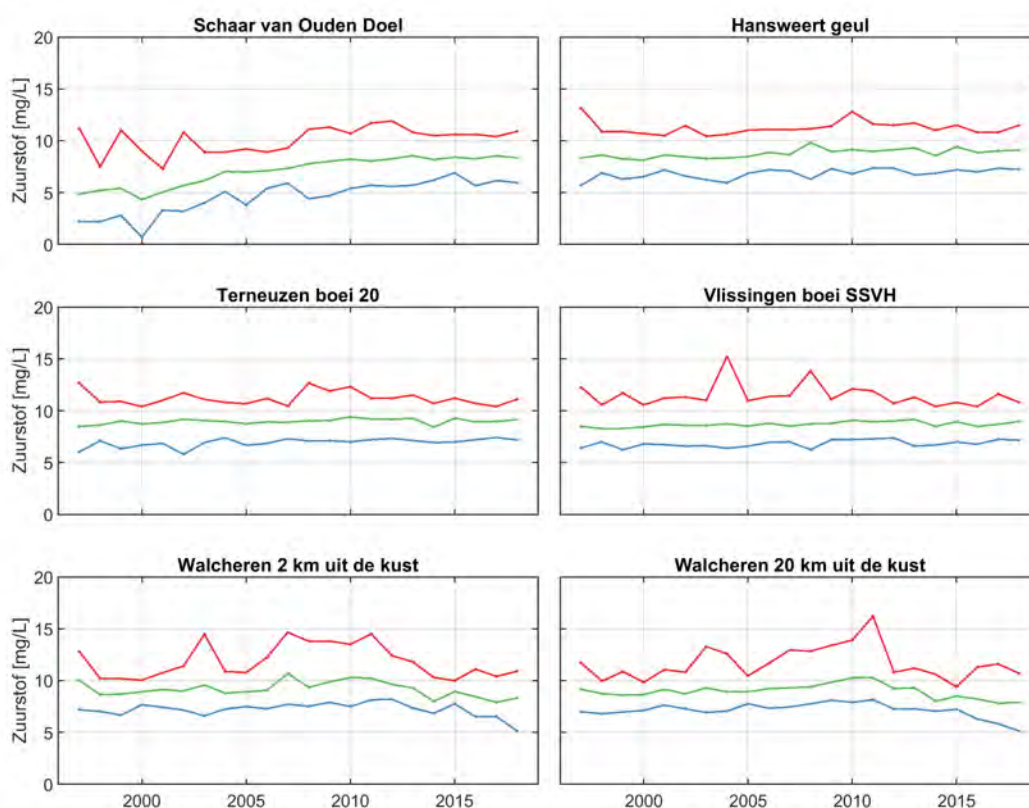 Schaar van Ouden Doel
Hansweert geul
20
15
10
5
0
Zuurstof [mg/L]
Terneuzen boei 20
Vlissingen boei SSVH
20
15
10
5
0
Zuurstof [mg/L]
Walcheren 2 km uit de kust
Walcheren 20 km uit de kust
20
15
10
5
0
Zuurstof [mg/L]
2000 2005 2010 2015
2000 2005 2010 2015